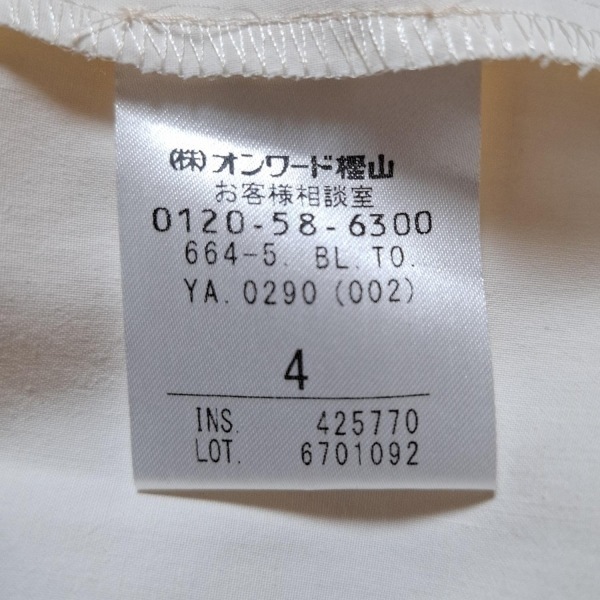 (株)オンワード樫山
お客様相談室
0120-58-6300
664-5. BL.TO.
YA.0290(002)
4
INS. 425770
LOT. 6701092